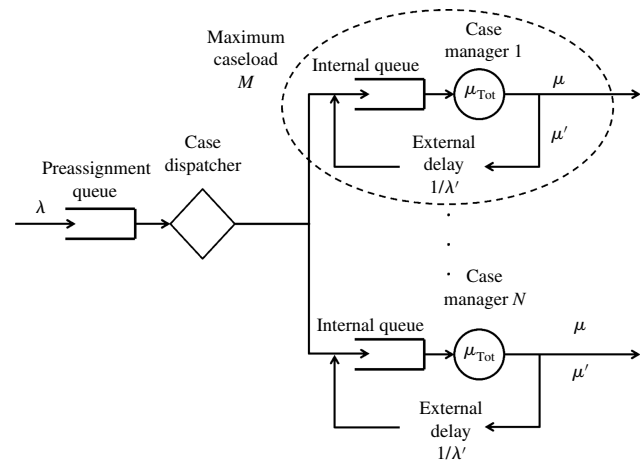 Maximum
caseload
M
Internal queue
Case
manager 1
μTot
μ
μ′
External
delay
1/λ′
Preassignment
queue
λ
Case
dispatcher
Case
manager N
Internal queue
μTot
μ
μ′
External
delay
1/λ′